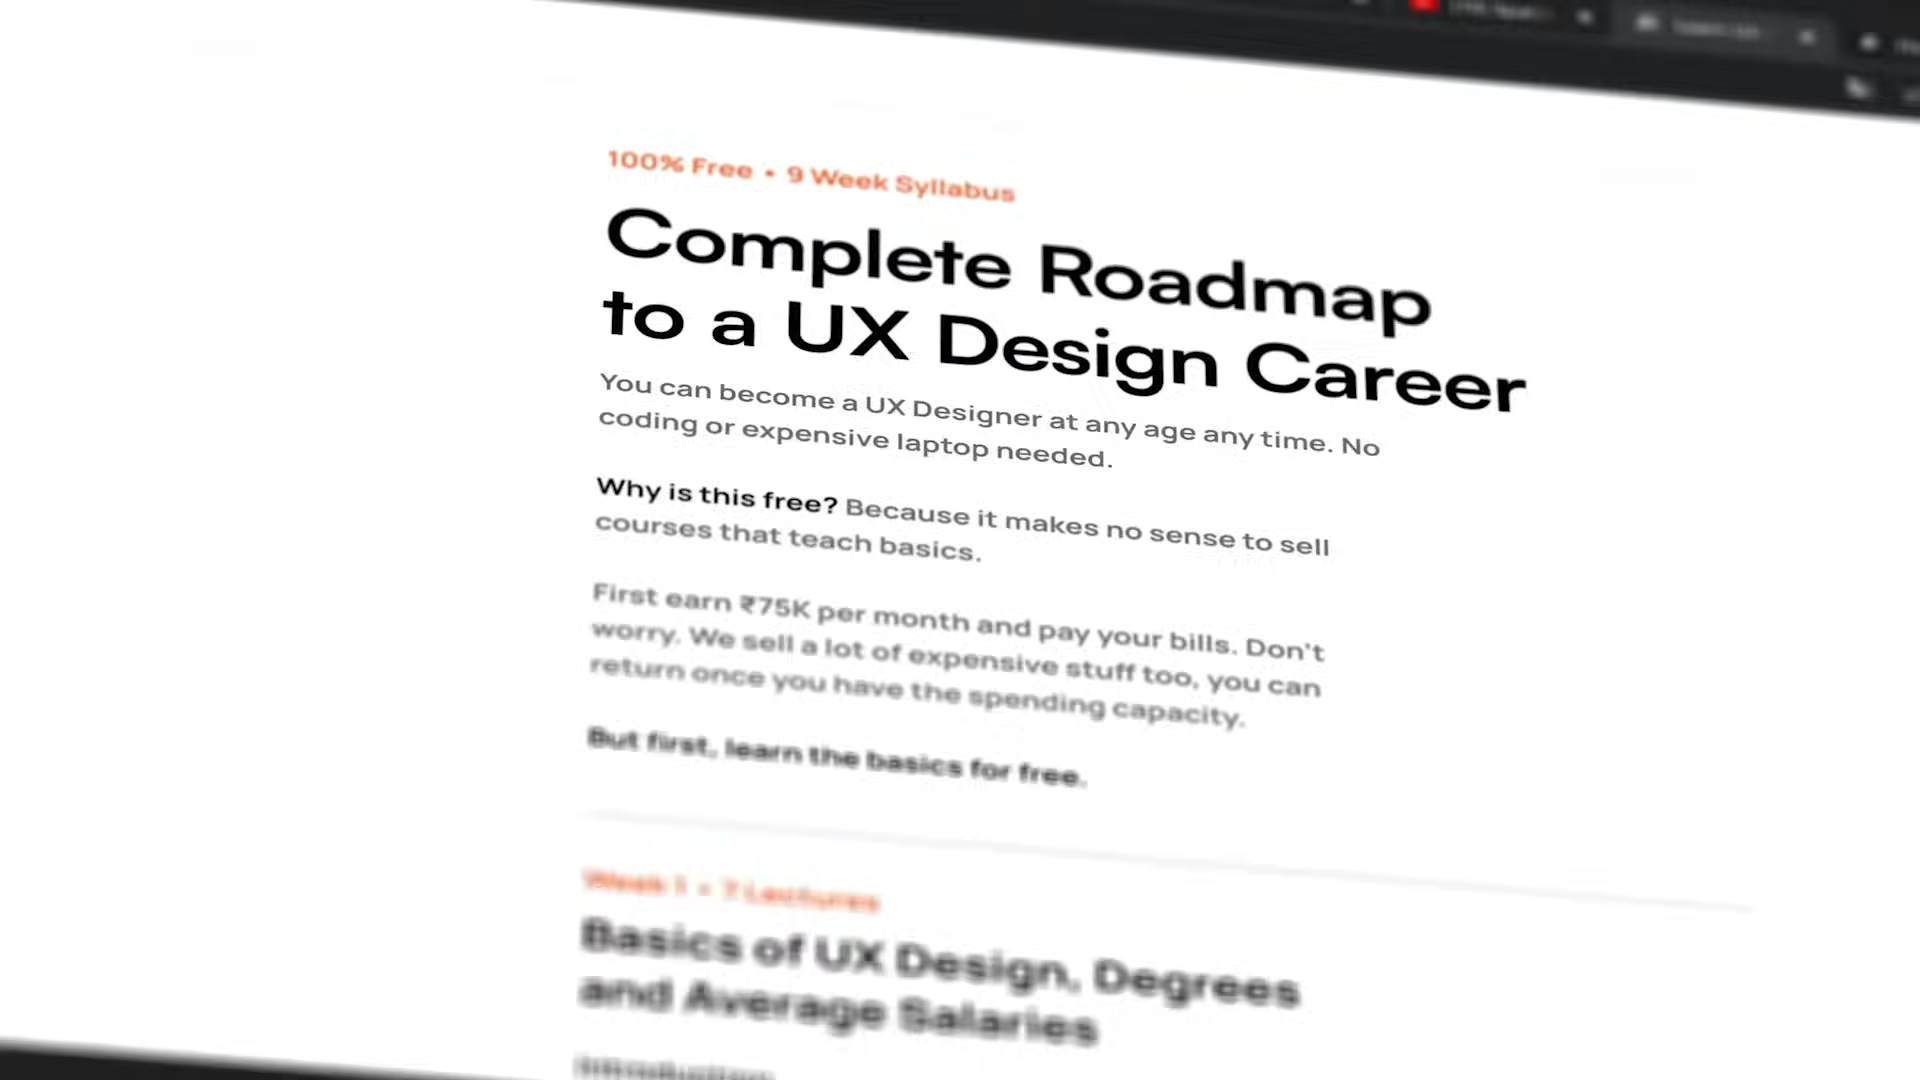 100% Free • 9 Week Syllabus
Complete Roadmap
to a UX Design Career
You can become a UX Designer at any age any time. No
coding or expensive laptop needed.
Why is this free? Because it makes no sense to sell
courses that teach basics.
First earn ₹75K per month and pay your bills. Don't
worry. We sell a lot of expensive stuff too, you can
return once you have the spending capacity.
But first, learn the basics for free.
Week 1 • 7 Lectures
Basics of UX Design, Degrees
and Average Salaries
Introduction